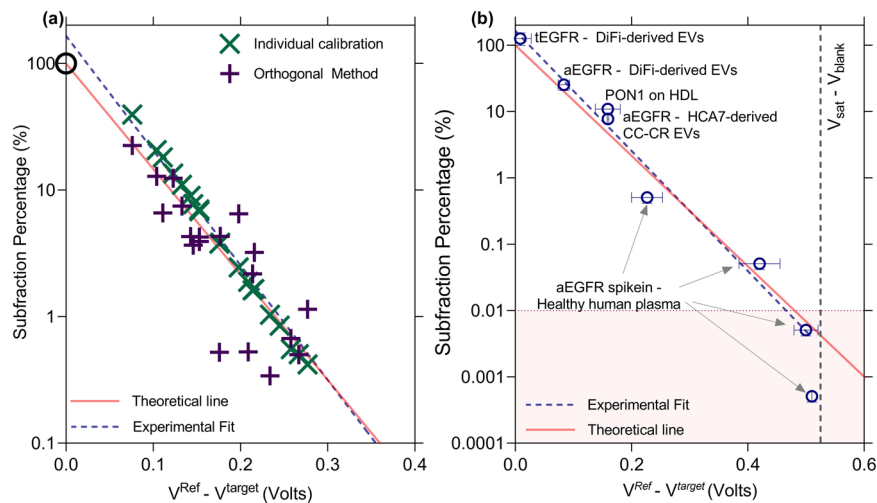 (a)
Individual calibration
Orthogonal Method
100
10
1
0.1
Subfraction Percentage (%)
Theoretical line
Experimental Fit
0.0
0.1
0.2
0.3
0.4
V^Ref - V^target (Volts)
(b)
tEGFR - DiFi-derived EVs
aEGFR - DiFi-derived EVs
PON1 on HDL
aEGFR - HCA7-derived
CC-CR EVs
V_sat - V_blank
aEGFR spikein -
Healthy human plasma
100
10
1
0.1
0.01
0.001
0.0001
Subfraction Percentage (%)
Experimental Fit
Theoretical line
0.0
0.2
0.4
0.6
V^Ref - V^target (Volts)